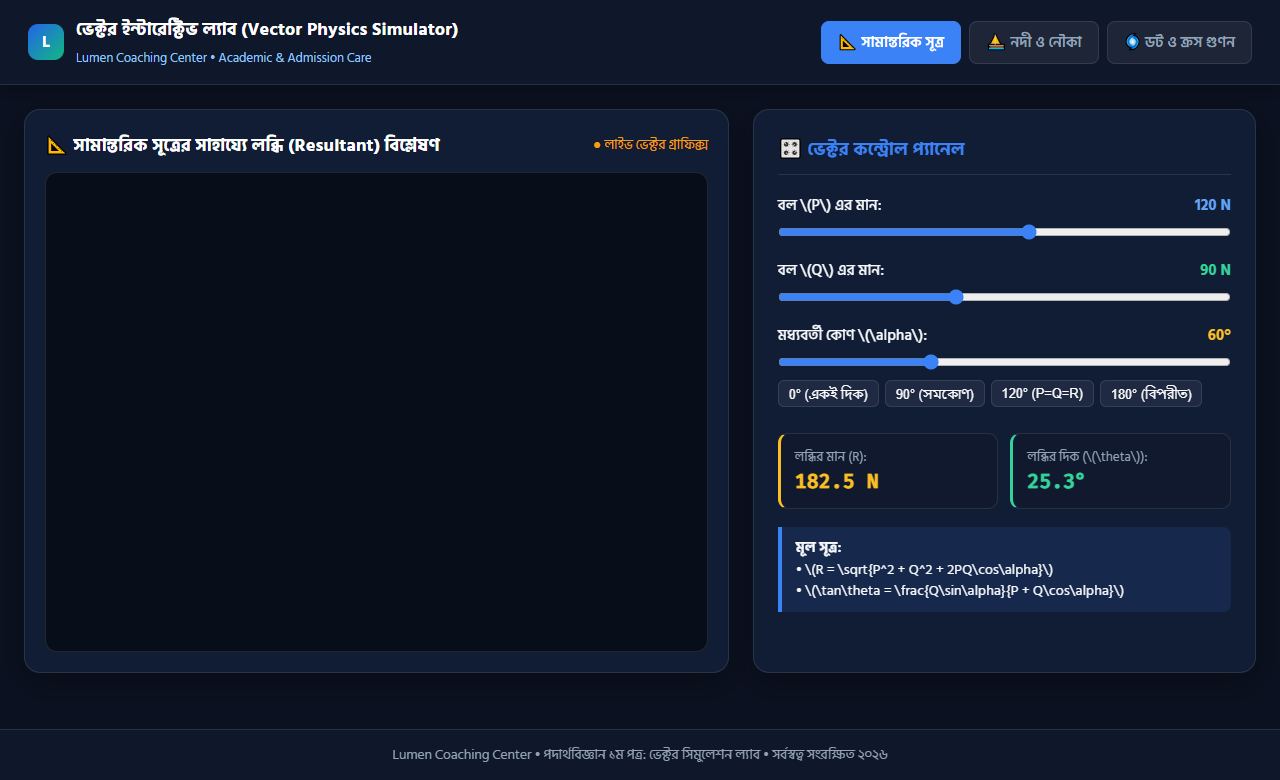 L
ভেক্টর ইন্টারেক্টিভ ল্যাব (Vector Physics Simulator)
Lumen Coaching Center • Academic & Admission Care
সামান্তরিক সূত্র
নদী ও নৌকা
ডট ও ক্রস গুণন
সামান্তরিক সূত্রের সাহায্যে লব্ধি (Resultant) বিশ্লেষণ
● লাইভ ভেক্টর গ্রাফিক্স
ভেক্টর কন্ট্রোল প্যানেল
বল \(P\) এর মান: 120 N
বল \(Q\) এর মান: 90 N
মধ্যবর্তী কোণ \(\alpha\): 60°
0° (একই দিক) 90° (সমকোণ) 120° (P=Q=R) 180° (বিপরীত)
লব্ধির মান (R):
182.5 N
লব্ধির দিক (\(\theta\)):
25.3°
মূল সূত্র:
• \(R = \sqrt{P^2 + Q^2 + 2PQ\cos\alpha}\)
• \(\tan\theta = \frac{Q\sin\alpha}{P + Q\cos\alpha}\)
Lumen Coaching Center • পদার্থবিজ্ঞান ১ম পত্র: ভেক্টর সিমুলেশন ল্যাব • সর্বস্বত্ব সংরক্ষিত ২০২৬